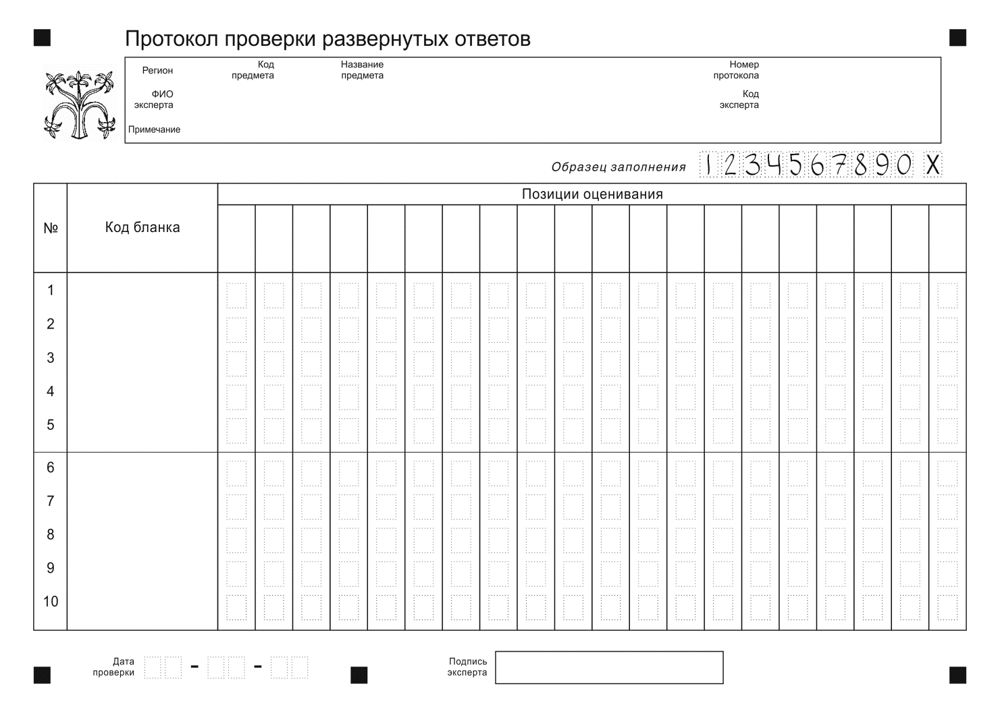 Протокол проверки развернутых ответов
Регион
Код предмета
Название предмета
Номер протокола
ФИО эксперта
Код эксперта
Примечание
Образец заполнения 1 2 3 4 5 6 7 8 9 0 X
Позиции оценивания
№ Код бланка
1
2
3
4
5
6
7
8
9
10
Дата проверки - -
Подпись эксперта